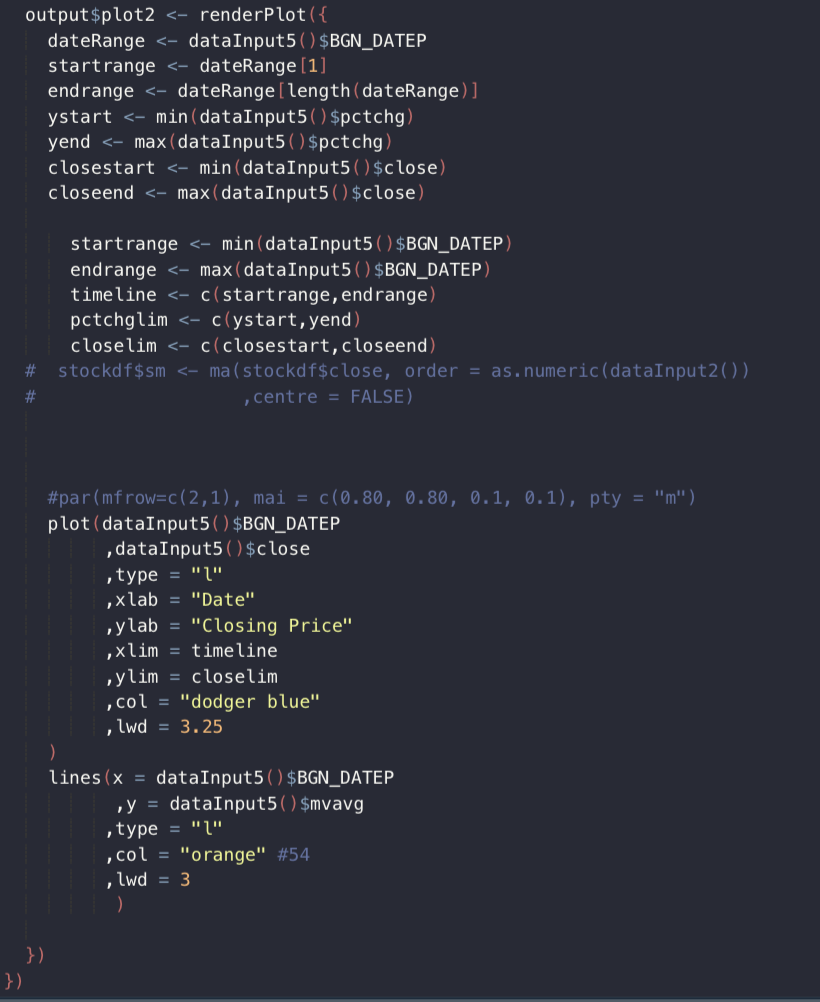 output$plot2 <- renderPlot({
dateRange <- dataInput5()$BGN_DATEP
startrange <- dateRange[1]
endrange <- dateRange[length(dateRange)]
ystart <- min(dataInput5()$pctchg)
yend <- max(dataInput5()$pctchg)
closestart <- min(dataInput5()$close)
closeend <- max(dataInput5()$close)
startrange <- min(dataInput5()$BGN_DATEP)
endrange <- max(dataInput5()$BGN_DATEP)
timeline <- c(startrange,endrange)
pctchglim <- c(ystart,yend)
closelim <- c(closestart,closeend)
#  stockdf$sm <- ma(stockdf$close, order = as.numeric(dataInput2())
#                   ,centre = FALSE)
#par(mfrow=c(2,1), mai = c(0.80, 0.80, 0.1, 0.1), pty = "m")
plot(dataInput5()$BGN_DATEP
,dataInput5()$close
,type = "l"
,xlab = "Date"
,ylab = "Closing Price"
,xlim = timeline
,ylim = closelim
,col = "dodger blue"
,lwd = 3.25
)
lines(x = dataInput5()$BGN_DATEP
,y = dataInput5()$mvavg
,type = "l"
,col = "orange" #54
,lwd = 3
)
})
})